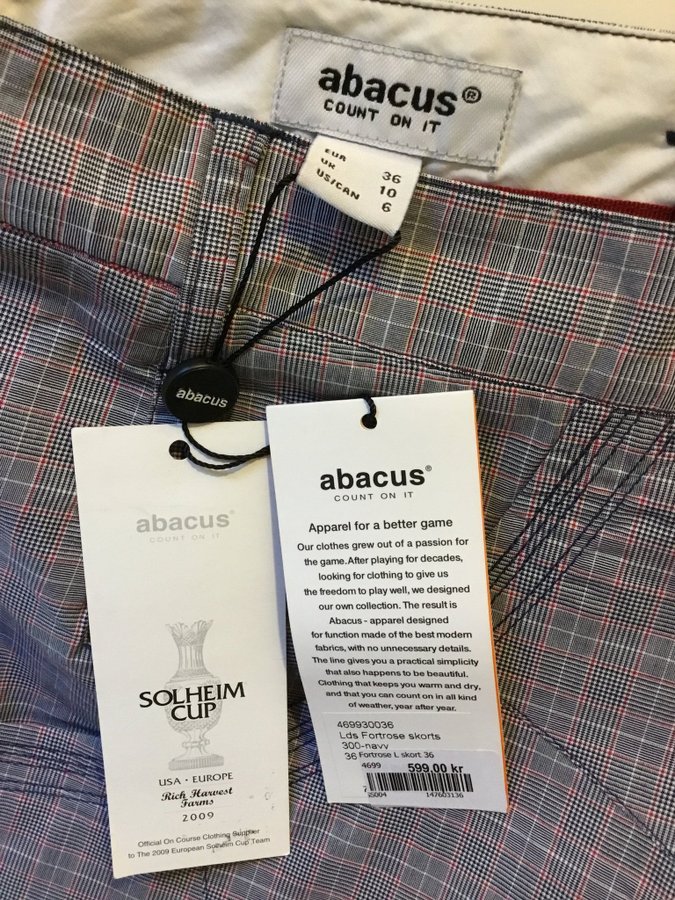 abacus®
COUNT ON IT
EUR 36
UK 10
US/CAN 6
abacus
abacus®
COUNT ON IT
SOLHEIM
CUP
USA · EUROPE
Rich Harvest
Farms
2009
Official On Course Clothing Supplier
to The 2009 European Solheim Cup Team
abacus®
COUNT ON IT
Apparel for a better game
Our clothes grew out of a passion for
the game.After playing for decades,
looking for clothing to give us
the freedom to play well, we designed
our own collection. The result is
Abacus - apparel designed
for function made of the best modern
fabrics, with no unnecessary details.
The line gives you a practical simplicity
that also happens to be beautiful.
Clothing that keeps you warm and dry,
and that you can count on in all kind
of weather, year after year.
469930036
Lds Fortrose skorts
300-navy
36 Fortrose L skort 36
4699 599,00 kr
147603136